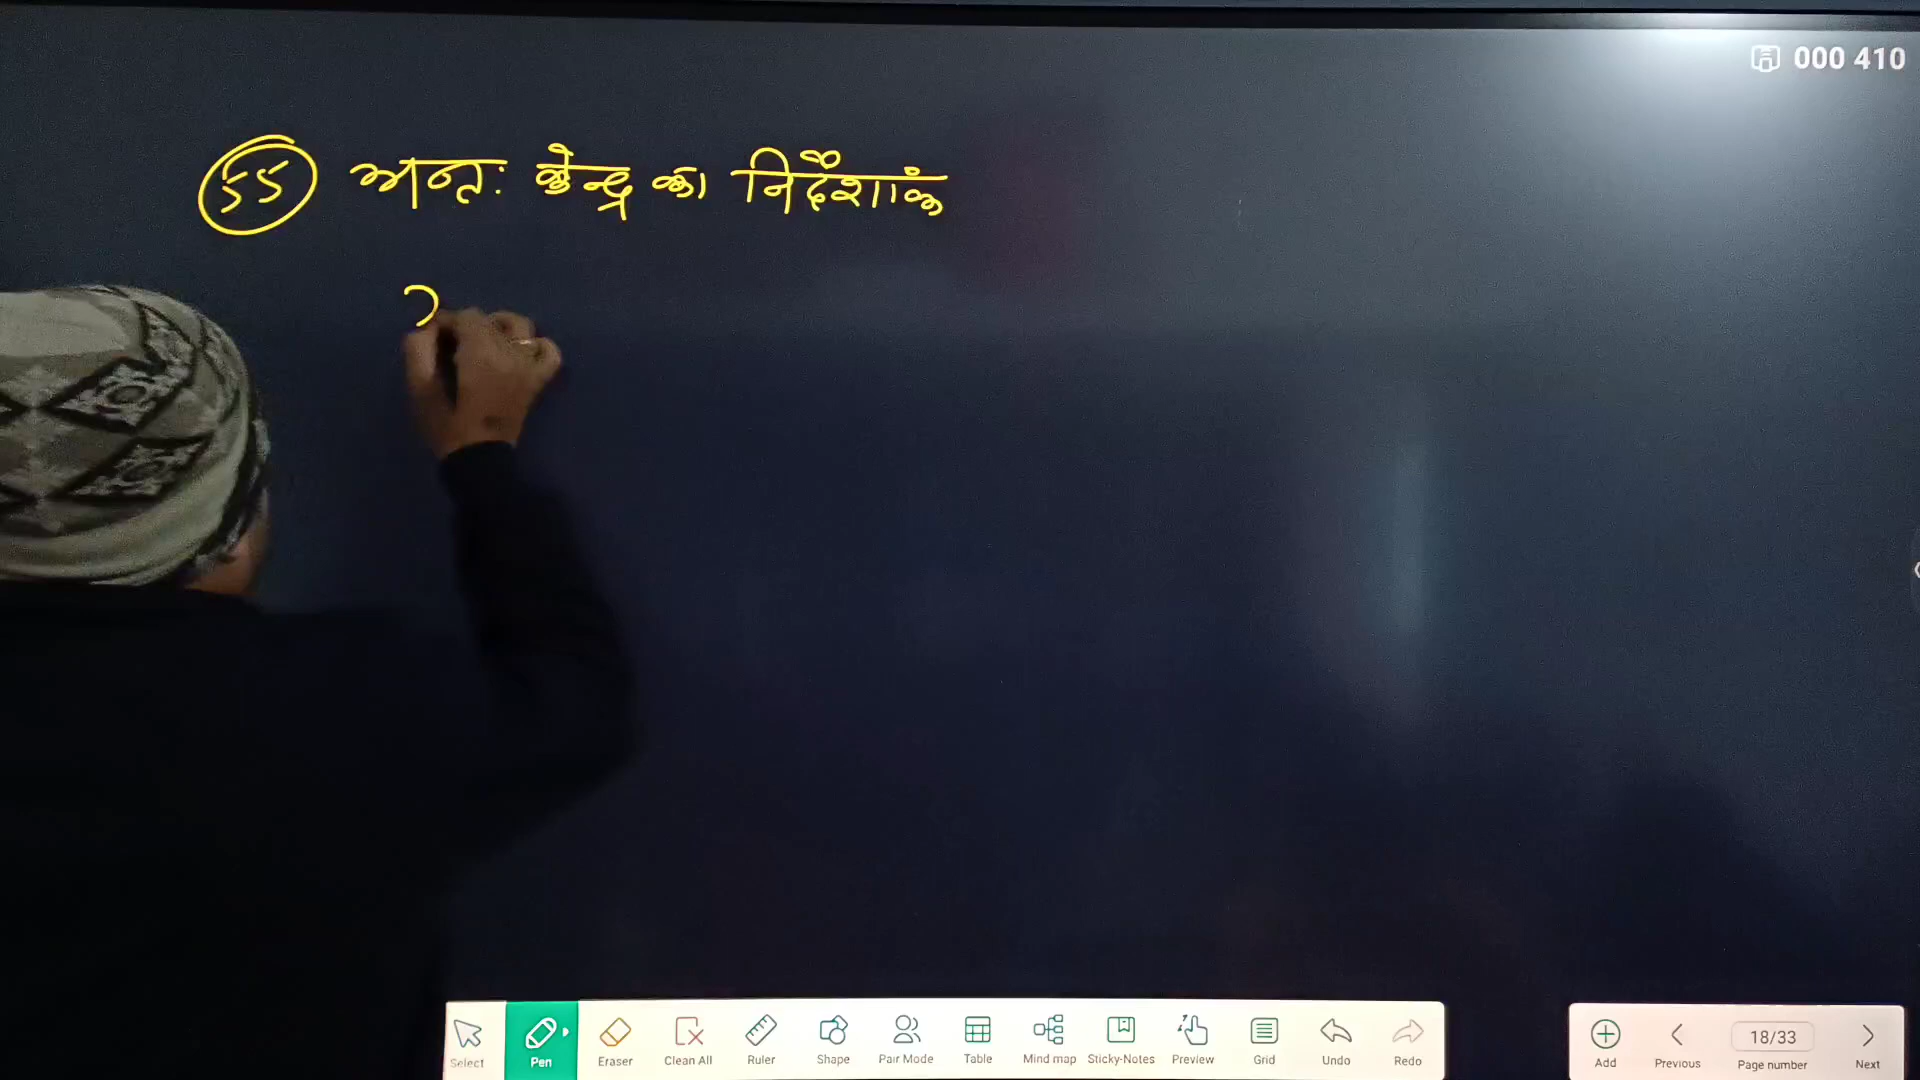 000 410
55 अन्तः केन्द्र का निर्देशांक
Select Pen Eraser Clean All Ruler Shape Pair Mode Table Mind map Sticky-Notes Preview Grid Undo Redo Add Previous 18/33 Page number Next